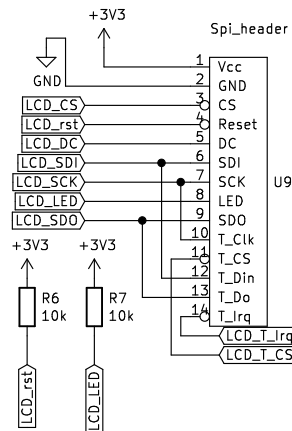 +3V3
Spi_header
1 Vcc
GND
2 GND
LCD_CS 3 CS
LCD_rst 4 Reset
LCD_DC 5 DC
LCD_SDI 6 SDI
LCD_SCK 7 SCK U9
LCD_LED 8 LED
LCD_SDO 9 SDO
10 T_Clk
11 T_CS
12 T_Din
13 T_Do
14 T_Irq
+3V3 +3V3
R6 R7
10k 10k
LCD_T_Irq
LCD_T_CS
LCD_rst LCD_LED